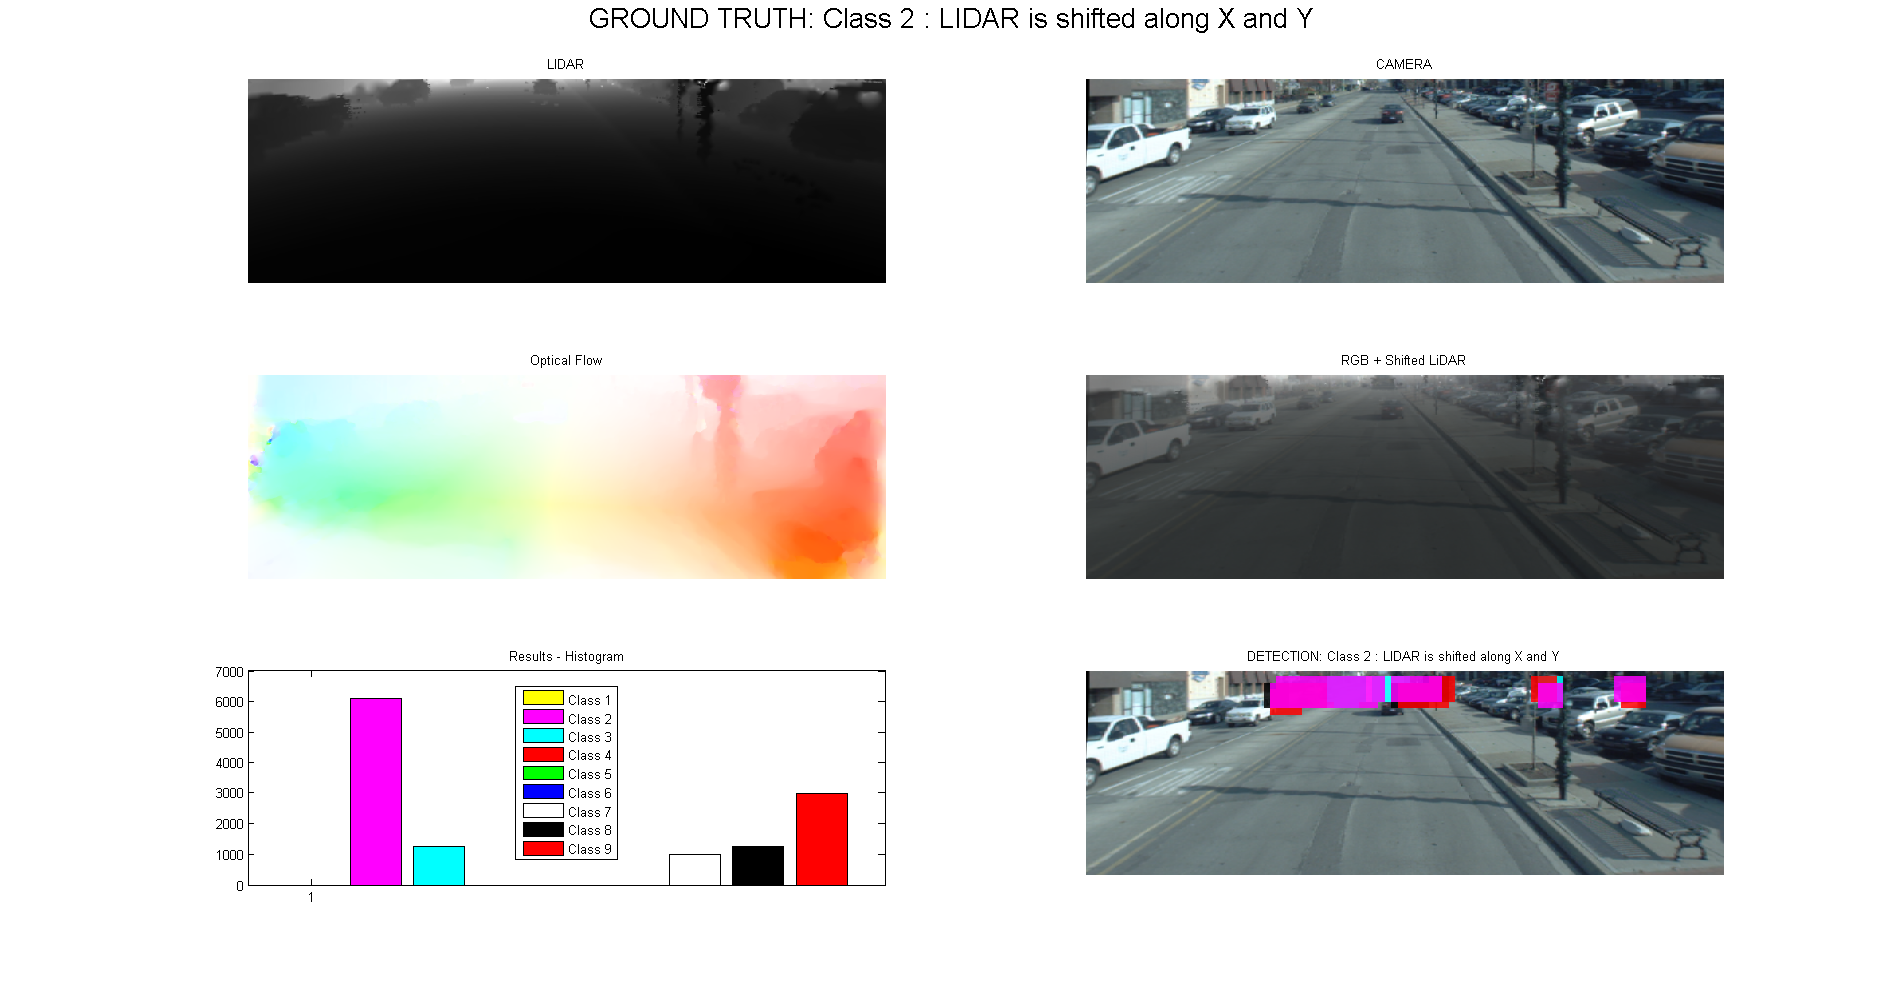 GROUND TRUTH: Class 2 : LIDAR is shifted along X and Y
LIDAR
CAMERA
Optical Flow
RGB + Shifted LiDAR
Results - Histogram
7000
6000
5000
4000
3000
2000
1000
0
1
Class 1
Class 2
Class 3
Class 4
Class 5
Class 6
Class 7
Class 8
Class 9
DETECTION: Class 2 : LIDAR is shifted along X and Y